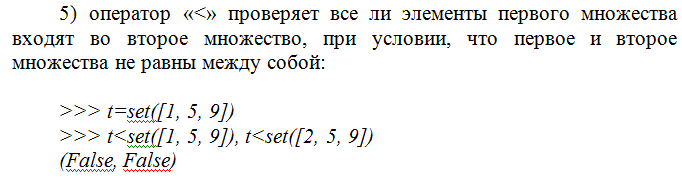 5) оператор «<» проверяет все ли элементы первого множества
входят во второе множество, при условии, что первое и второе
множества не равны между собой:
>>> t=set([1, 5, 9])
>>> t<set([1, 5, 9]), t<set([2, 5, 9])
(False, False)